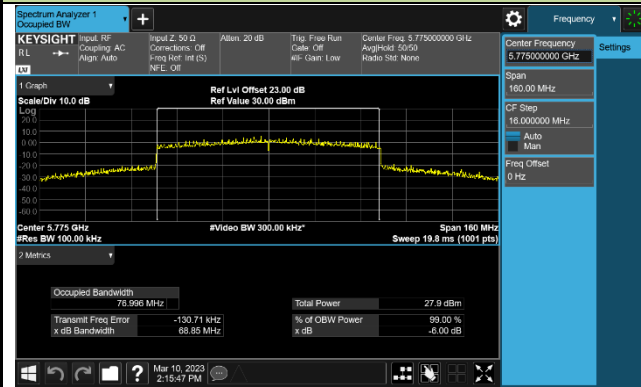 Spectrum Analyzer 1
Occupied BW
Frequency
KEYSIGHT
RL
Input: RF
Coupling: AC
Align: Auto
Input Z: 50 Ω
Corrections: Off
Freq Ref: Int (S)
NFE: Off
Atten: 20 dB
Trig: Free Run
Gate: Off
#IF Gain: Low
Center Freq: 5.775000000 GHz
Avg|Hold: 50/50
Radio Std: None
LXI
Center Frequency
5.775000000 GHz
Settings
Span
160.00 MHz
CF Step
16.000000 MHz
Auto
Man
Freq Offset
0 Hz
1 Graph
Ref Lvl Offset 23.00 dB
Scale/Div 10.0 dB
Ref Value 30.00 dBm
Log
20.0
10.0
0.00
-10.0
-20.0
-30.0
-40.0
-50.0
-60.0
Center 5.775 GHz
#Video BW 300.00 kHz*
Span 160 MHz
#Res BW 100.00 kHz
Sweep 19.8 ms (1001 pts)
2 Metrics
Occupied Bandwidth
76.996 MHz
Total Power
27.9 dBm
Transmit Freq Error
-130.71 kHz
% of OBW Power
99.00 %
x dB Bandwidth
68.85 MHz
x dB
-6.00 dB
?
Mar 10, 2023
2:15:47 PM